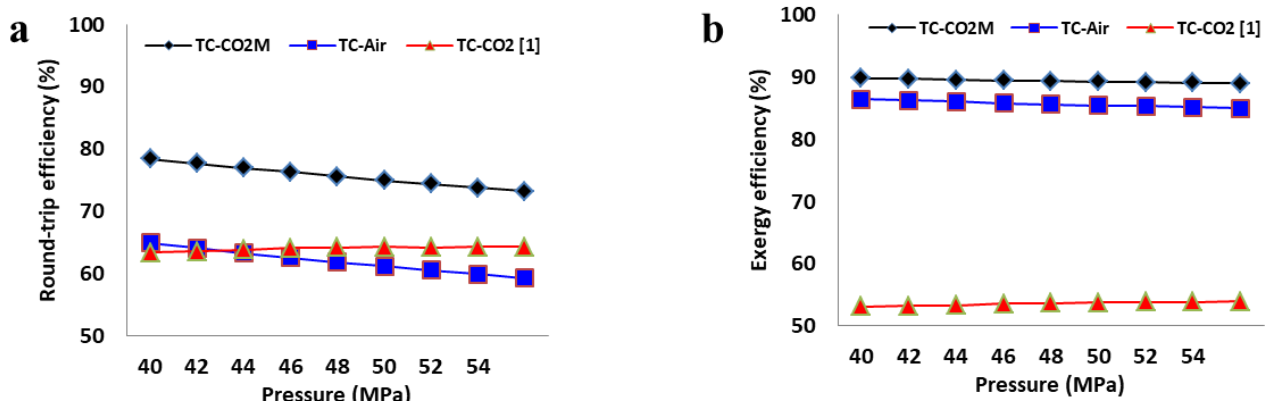 a
100
90
80
70
60
50
Round-trip efficiency (%)
TC-CO2M TC-Air TC-CO2 [1]
40 42 44 46 48 50 52 54
Pressure (MPa)
b
100
90
80
70
60
50
Exergy efficiency (%)
TC-CO2M TC-Air TC-CO2 [1]
40 42 44 46 48 50 52 54
Pressure (MPa)